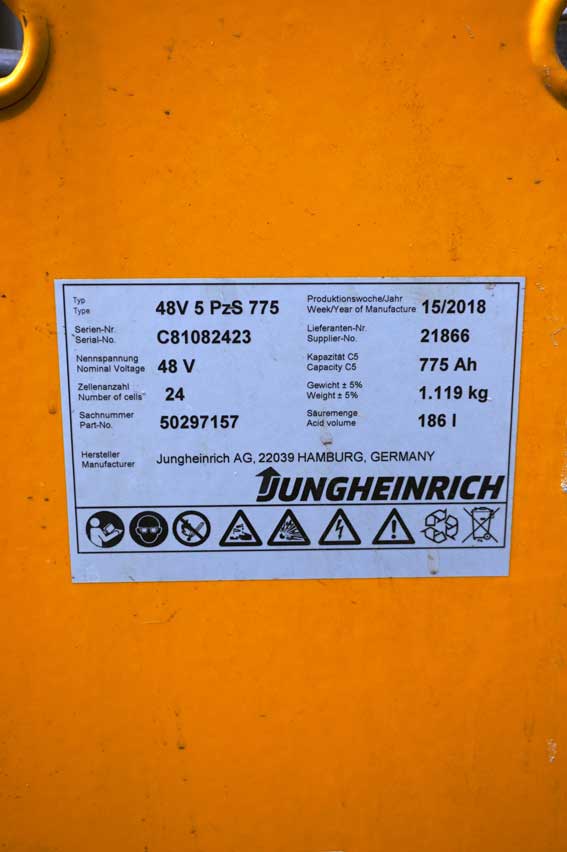 Typ
Type
48V 5 PzS 775
Produktionswoche/Jahr
Week/Year of Manufacture
15/2018
Serien-Nr.
Serial-No.
C81082423
Lieferanten-Nr.
Supplier-No.
21866
Nennspannung
Nominal Voltage
48 V
Kapazität C5
Capacity C5
775 Ah
Zellenanzahl
Number of cells
24
Gewicht ± 5%
Weight ± 5%
1.119 kg
Sachnummer
Part-No.
50297157
Säuremenge
Acid volume
186 l
Hersteller
Manufacturer
Jungheinrich AG, 22039 HAMBURG, GERMANY
JUNGHEINRICH